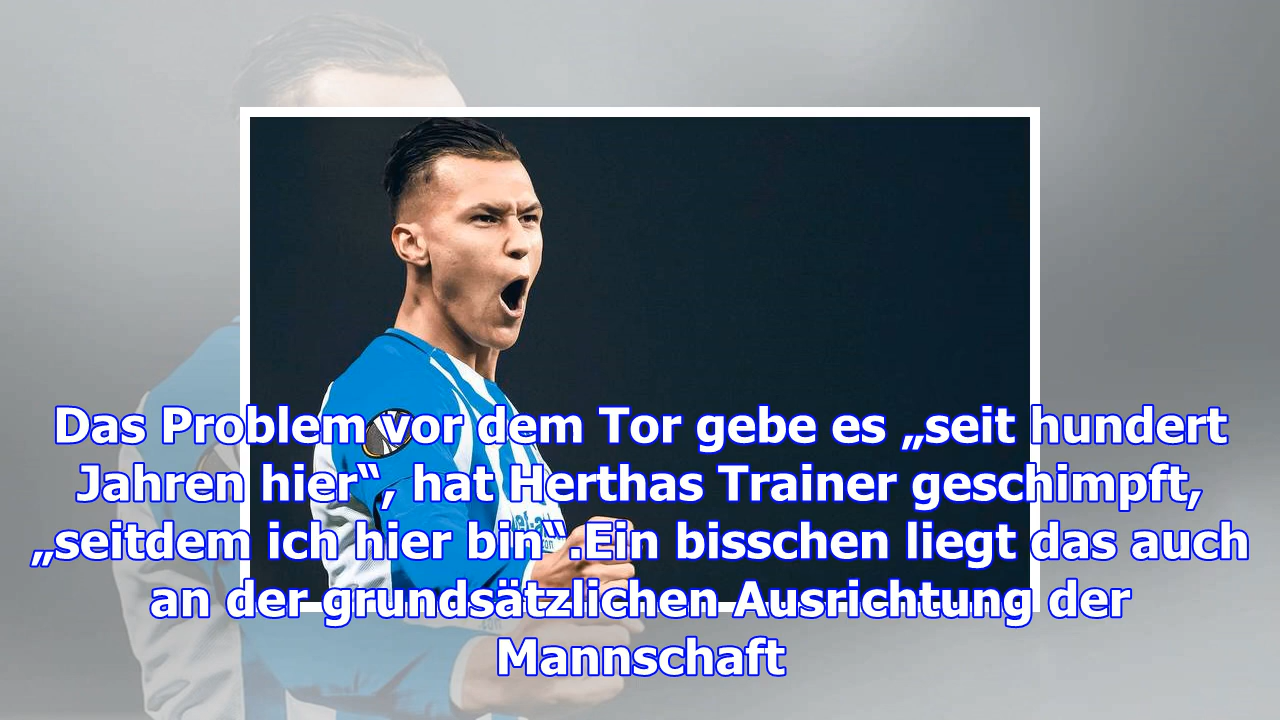 Das Problem vor dem Tor gebe es „seit hundert
Jahren hier“, hat Herthas Trainer geschimpft,
„seitdem ich hier bin“.Ein bisschen liegt das auch
an der grundsätzlichen Ausrichtung der
Mannschaft